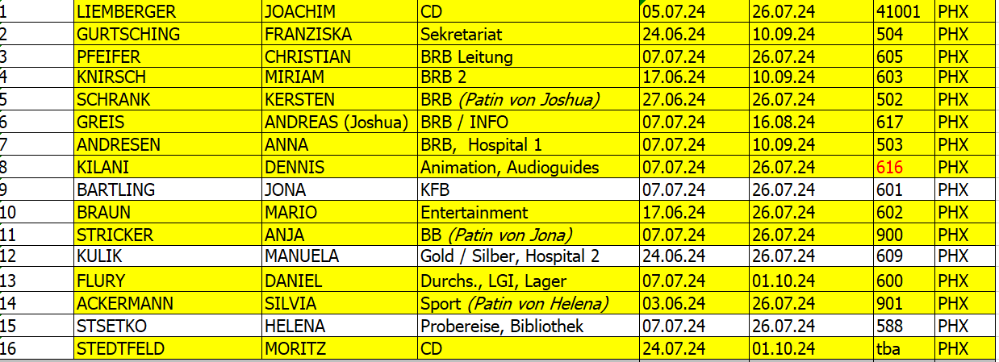 1 LIEMBERGER JOACHIM CD 05.07.24 26.07.24 41001 PHX
2 GURTSCHING FRANZISKA Sekretariat 24.06.24 10.09.24 504 PHX
3 PFEIFER CHRISTIAN BRB Leitung 07.07.24 26.07.24 605 PHX
4 KNIRSCH MIRIAM BRB 2 17.06.24 10.09.24 603 PHX
5 SCHRANK KERSTEN BRB (Patin von Joshua) 27.06.24 26.07.24 502 PHX
6 GREIS ANDREAS (Joshua) BRB / INFO 07.07.24 16.08.24 617 PHX
7 ANDRESEN ANNA BRB, Hospital 1 07.07.24 10.09.24 503 PHX
8 KILANI DENNIS Animation, Audioguides 07.07.24 26.07.24 616 PHX
9 BARTLING JONA KFB 07.07.24 26.07.24 601 PHX
10 BRAUN MARIO Entertainment 17.06.24 26.07.24 602 PHX
11 STRICKER ANJA BB (Patin von Jona) 07.07.24 26.07.24 900 PHX
12 KULIK MANUELA Gold / Silber, Hospital 2 24.06.24 26.07.24 609 PHX
13 FLURY DANIEL Durchs., LGI, Lager 07.07.24 01.10.24 600 PHX
14 ACKERMANN SILVIA Sport (Patin von Helena) 03.06.24 26.07.24 901 PHX
15 STSETKO HELENA Probereise, Bibliothek 07.07.24 26.07.24 588 PHX
16 STEDTFELD MORITZ CD 24.07.24 01.10.24 tba PHX